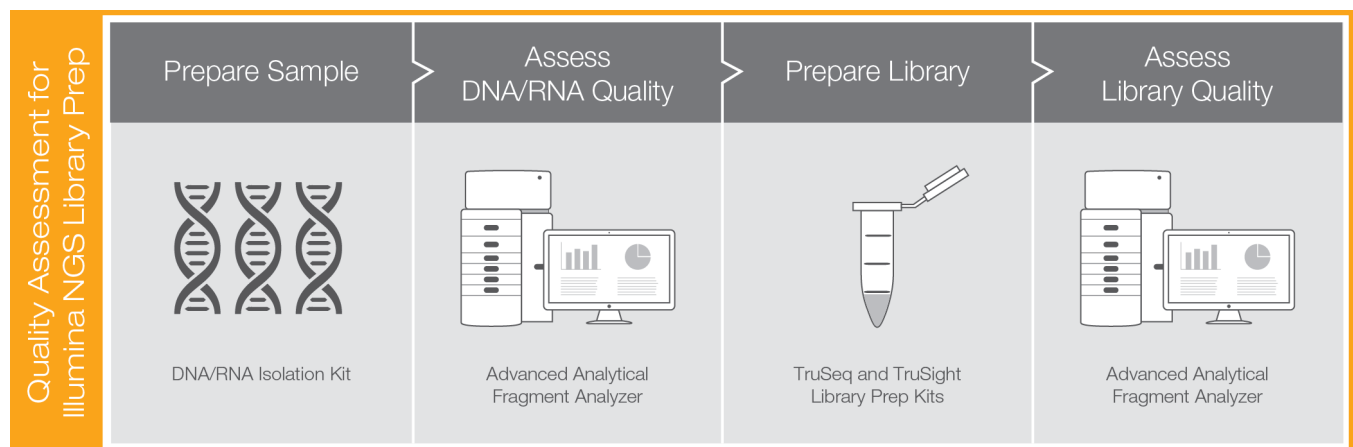 Quality Assessment for
Illumina NGS Library Prep
Prepare Sample
Assess
DNA/RNA Quality
Prepare Library
Assess
Library Quality
DNA/RNA Isolation Kit
Advanced Analytical
Fragment Analyzer
TruSeq and TruSight
Library Prep Kits
Advanced Analytical
Fragment Analyzer